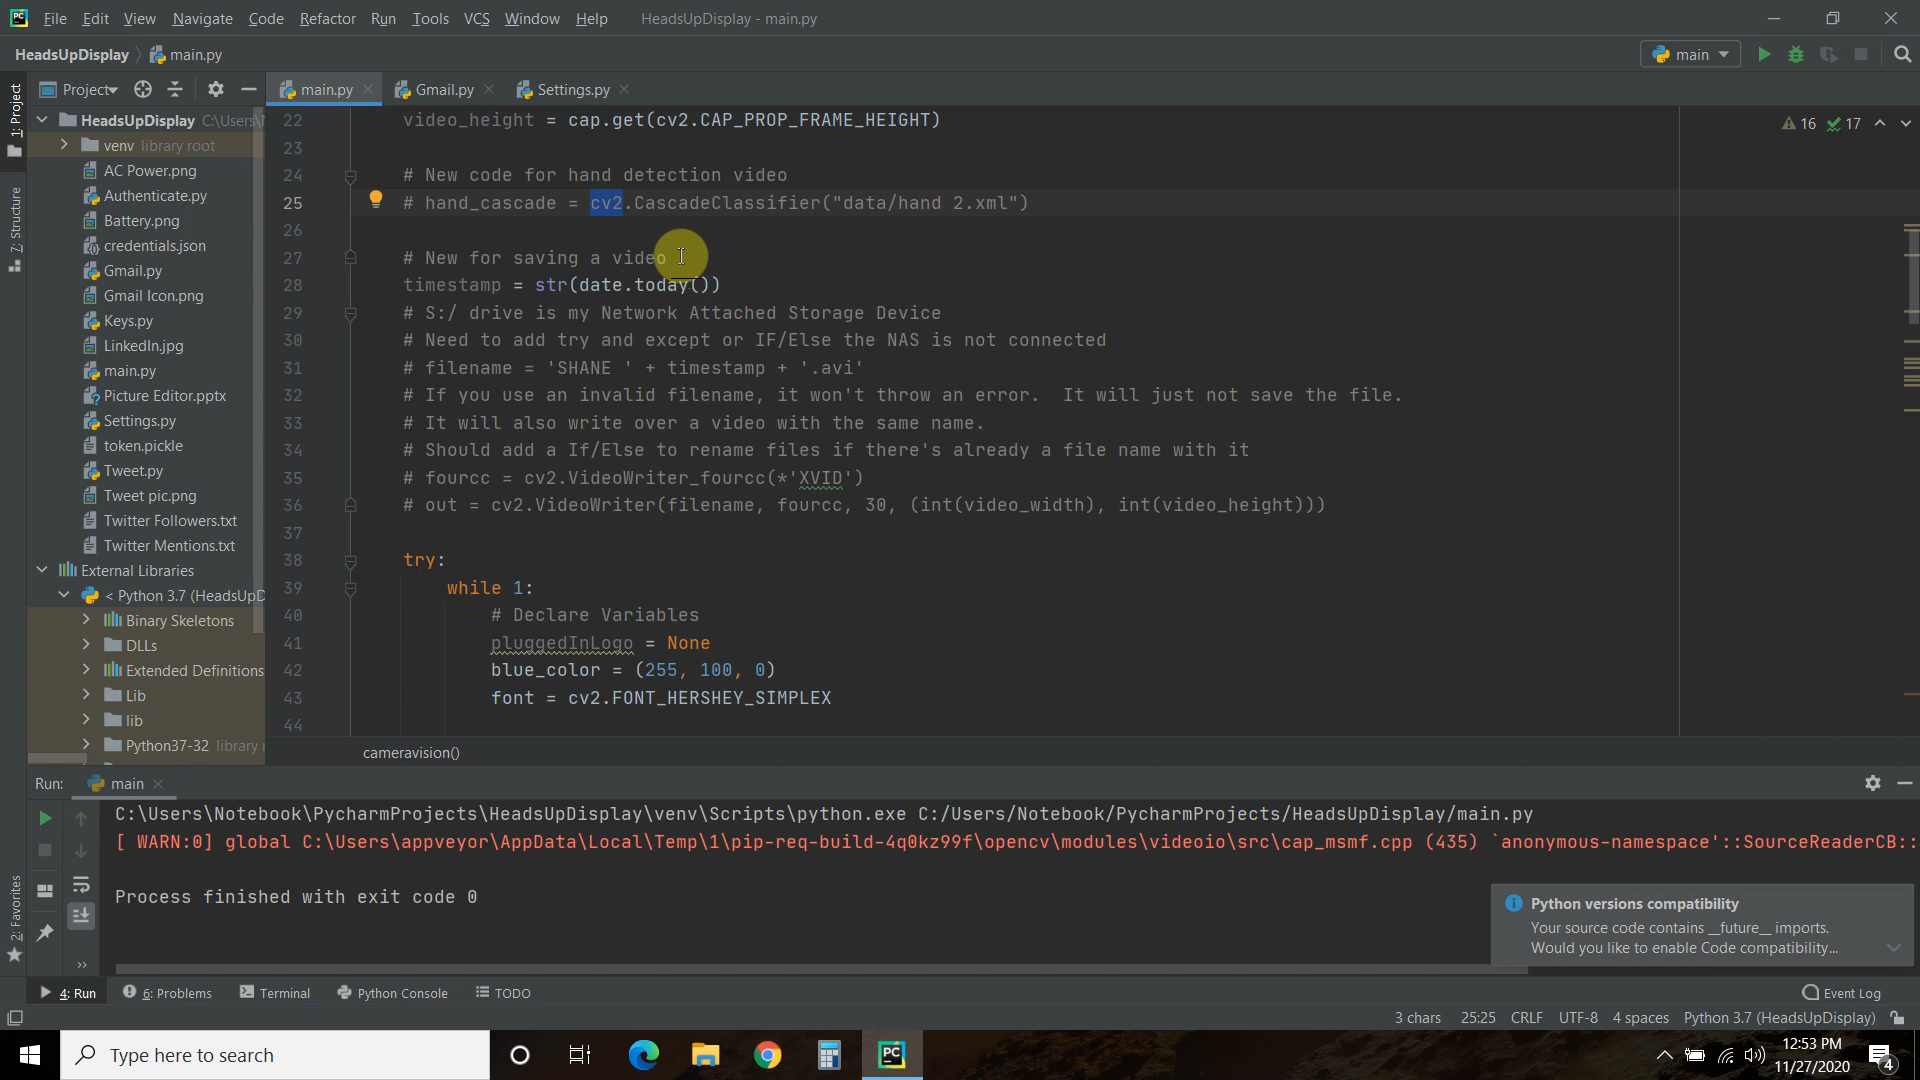 PC File Edit View Navigate Code Refactor Run Tools VCS Window Help HeadsUpDisplay - main.py
HeadsUpDisplay main.py main
1: Project
7: Structure
2: Favorites
Project
HeadsUpDisplay C:\Users\
venv library root
AC Power.png
Authenticate.py
Battery.png
credentials.json
Gmail.py
Gmail Icon.png
Keys.py
LinkedIn.jpg
main.py
Picture Editor.pptx
Settings.py
token.pickle
Tweet.py
Tweet pic.png
Twitter Followers.txt
Twitter Mentions.txt
External Libraries
< Python 3.7 (HeadsUpD
Binary Skeletons
DLLs
Extended Definitions
Lib
lib
Python37-32 library
main.py Gmail.py Settings.py
16 17
22 video_height = cap.get(cv2.CAP_PROP_FRAME_HEIGHT)
23
24 # New code for hand detection video
25 # hand_cascade = cv2.CascadeClassifier("data/hand 2.xml")
26
27 # New for saving a video
28 timestamp = str(date.today())
29 # S:/ drive is my Network Attached Storage Device
30 # Need to add try and except or IF/Else the NAS is not connected
31 # filename = 'SHANE ' + timestamp + '.avi'
32 # If you use an invalid filename, it won't throw an error.  It will just not save the file.
33 # It will also write over a video with the same name.
34 # Should add a If/Else to rename files if there's already a file name with it
35 # fourcc = cv2.VideoWriter_fourcc(*'XVID')
36 # out = cv2.VideoWriter(filename, fourcc, 30, (int(video_width), int(video_height)))
37
38 try:
39 while 1:
40 # Declare Variables
41 pluggedInLogo = None
42 blue_color = (255, 100, 0)
43 font = cv2.FONT_HERSHEY_SIMPLEX
44
cameravision()
Run: main
C:\Users\Notebook\PycharmProjects\HeadsUpDisplay\venv\Scripts\python.exe C:/Users/Notebook/PycharmProjects/HeadsUpDisplay/main.py
[ WARN:0] global C:\Users\appveyor\AppData\Local\Temp\1\pip-req-build-4q0kz99f\opencv\modules\videoio\src\cap_msmf.cpp (435) `anonymous-namespace'::SourceReaderCB::
Process finished with exit code 0
Python versions compatibility
Your source code contains __future__ imports.
Would you like to enable Code compatibility...
4: Run 6: Problems Terminal Python Console TODO Event Log
3 chars 25:25 CRLF UTF-8 4 spaces Python 3.7 (HeadsUpDisplay)
Type here to search PC
12:53 PM
11/27/2020
4